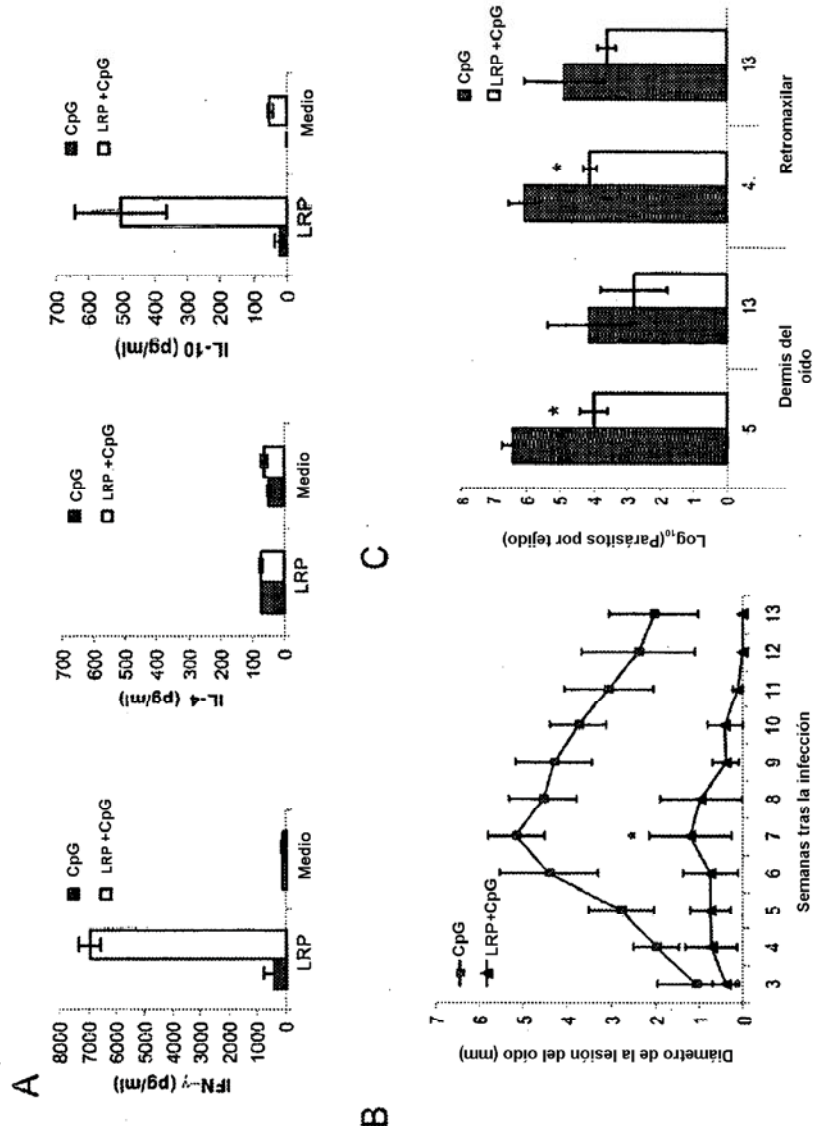 A
8000
7000
6000
5000
4000
3000
2000
1000
0
IFN-γ (pg/ml)
CpG
LRP +CpG
LRP
Medio
700
600
500
400
300
200
100
0
IL-4 (pg/ml)
CpG
LRP +CpG
LRP
Medio
700
600
500
400
300
200
100
0
IL-10 (pg/ml)
CpG
LRP +CpG
LRP
Medio
B
7
6
5
4
3
2
1
0
Diámetro de la lesión del oído (mm)
CpG
LRP+CpG
*
3 4 5 6 7 8 9 10 11 12 13
Semanas tras la infección
C
8
7
6
5
4
3
2
1
0
Log10(Parásitos por tejido)
CpG
LRP +CpG
* *
5 13 4. 13
Dermis del oido
Retromaxilar